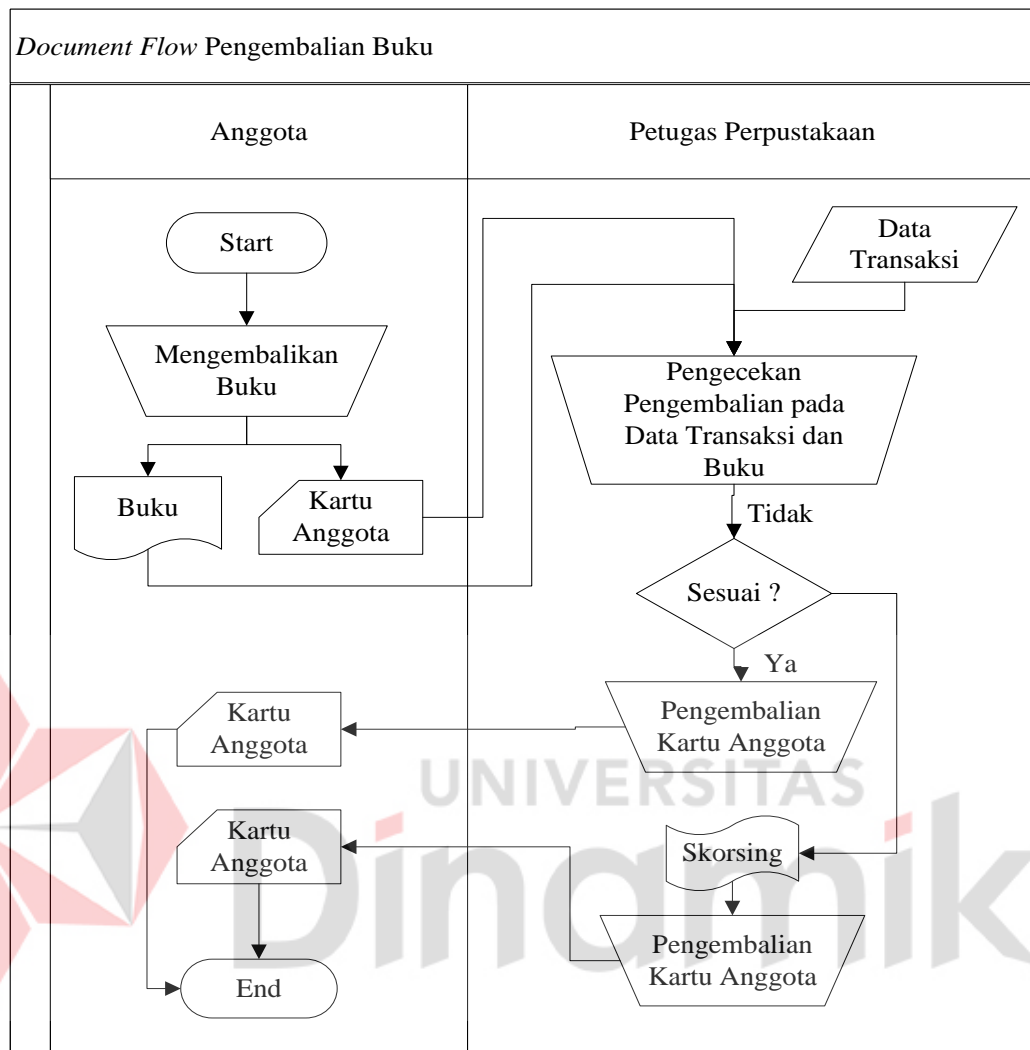 Document Flow Pengembalian Buku
Anggota
Petugas Perpustakaan
Start
Data
Transaksi
Mengembalikan
Buku
Pengecekan
Pengembalian pada
Data Transaksi dan
Buku
Buku
Kartu
Anggota
Tidak
Sesuai ?
Ya
Kartu
Anggota
Pengembalian
Kartu Anggota
UNIVERSITAS
Dinamik
Kartu
Anggota
Skorsing
Pengembalian
Kartu Anggota
End